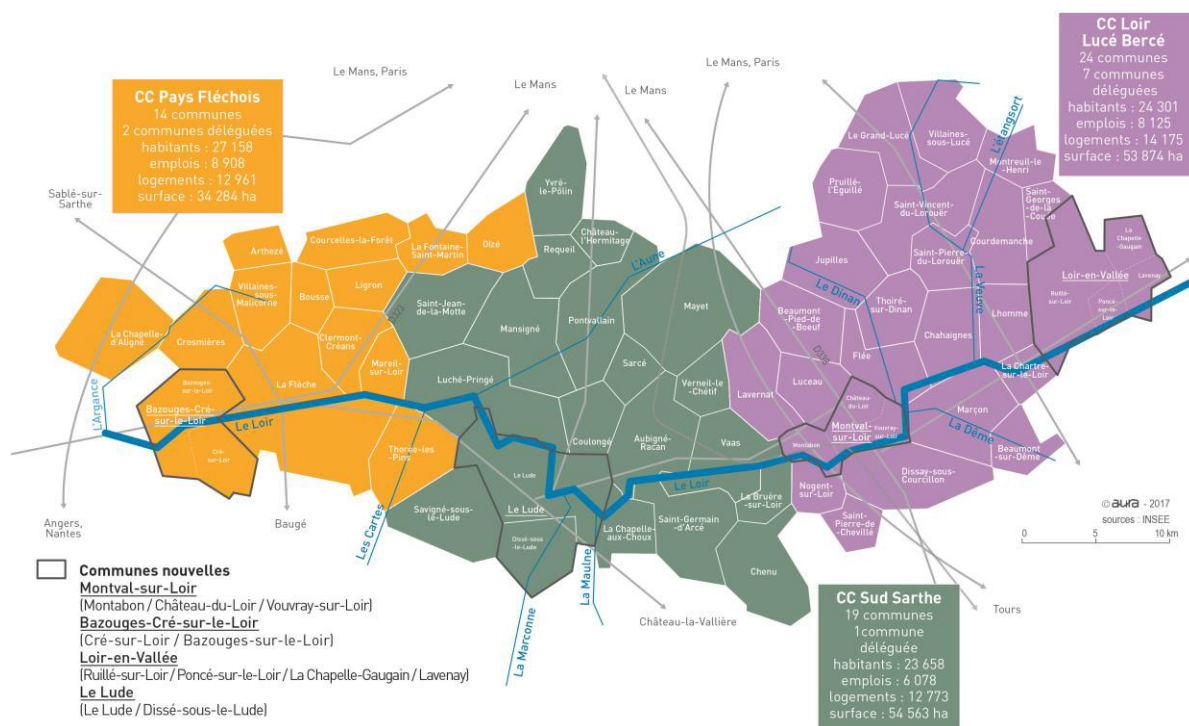 CC Loir
Lucé Bercé
24 communes
7 communes
déléguées
habitants : 24 301
emplois : 8 125
logements : 14 175
surface : 53 874 ha
CC Pays Fléchois
14 communes
2 communes déléguées
habitants : 27 158
emplois : 8 908
logements : 12 961
surface : 34 284 ha
Le Mans, Paris
Le Mans
Le Mans
Le Mans, Paris
Sablé-sur-
Sarthe
Le Grand-Lucé
Villaines-
sous-Lucé
L'étangsort
Montreuil-le
-Henri
Pruillé-
l'Eguillé
Saint-Vincent-
du-Lorouër
Saint-
Georges-
de-la
-Couée
Yvré-
le-Pôlin
Château-
l'Hermitage
Requeil
Oizé
La Fontaine-
Saint-Martin
Courcelles-la-Forêt
Arthezé
L'Aune
Jupilles
Saint-Pierre-
du-Lorouër
Courdemanche
La Chapelle
-Gaugan
Loir-en-Vallée
Lavenay
Ruillé-
sur-Loir
Poncé-
sur-le-
Loir
Villaines-
sous-
Malicorne
Bousse
Ligron
Saint-Jean-
de-la-Motte
Mansigné
Pontvallain
Mayet
Le Dinan
La Veuve
Beaumont
-Pied-de-
-Boeuf
Thoiré-
sur-Dinan
Lhomme
Chahaignes
La Chapelle-
d'Aligné
Crosmières
Clermont-
Créans
Mareil-
sur-Loir
D323
D338
Sarcé
Flée
La Chartre-
sur-le-Loir
Luché-Pringé
Verneil-le
-Chétif
Lavernat
Luceau
La Flèche
Bazouges-
sur-le-Loir
Bazouges-Cré-
sur-le-Loir
L'Argance
Le Loir
Cré-
sur-Loir
Château-
du-Loir
Montval-
sur-Loir
Vouvray-
sur-Loir
Montabon
Marçon
La Dême
Beaumont-
sur-Dême
Thorée-les
-Pins
Coulongé
Aubigné-
Racan
Vaas
Le Lude
Le Lude
Le Loir
Dissay-sous-
Courcillon
Nogent-
sur-Loir
La Bruère
-sur-Loir
Saint-
Pierre-de
-Chevillé
Savigné-sous-
le-Lude
Dissé-sous
-le-Lude
La Chapelle-
aux-Choux
Saint-Germain
-d'Arcé
Chenu
Les Cartes
La Marconne
La Maulne
Angers,
Nantes
Baugé
Château-la-Vallière
Tours
© aura - 2017
sources : INSEE
0 5 10 km
Communes nouvelles
Montval-sur-Loir
(Montabon / Château-du-Loir / Vouvray-sur-Loir)
Bazouges-Cré-sur-le-Loir
(Cré-sur-Loir / Bazouges-sur-le-Loir)
Loir-en-Vallée
(Ruillé-sur-Loir / Poncé-sur-le-Loir / La Chapelle-Gaugain / Lavenay)
Le Lude
(Le Lude / Dissé-sous-le-Lude)
CC Sud Sarthe
19 communes
1commune
déléguée
habitants : 23 658
emplois : 6 078
logements : 12 773
surface : 54 563 ha